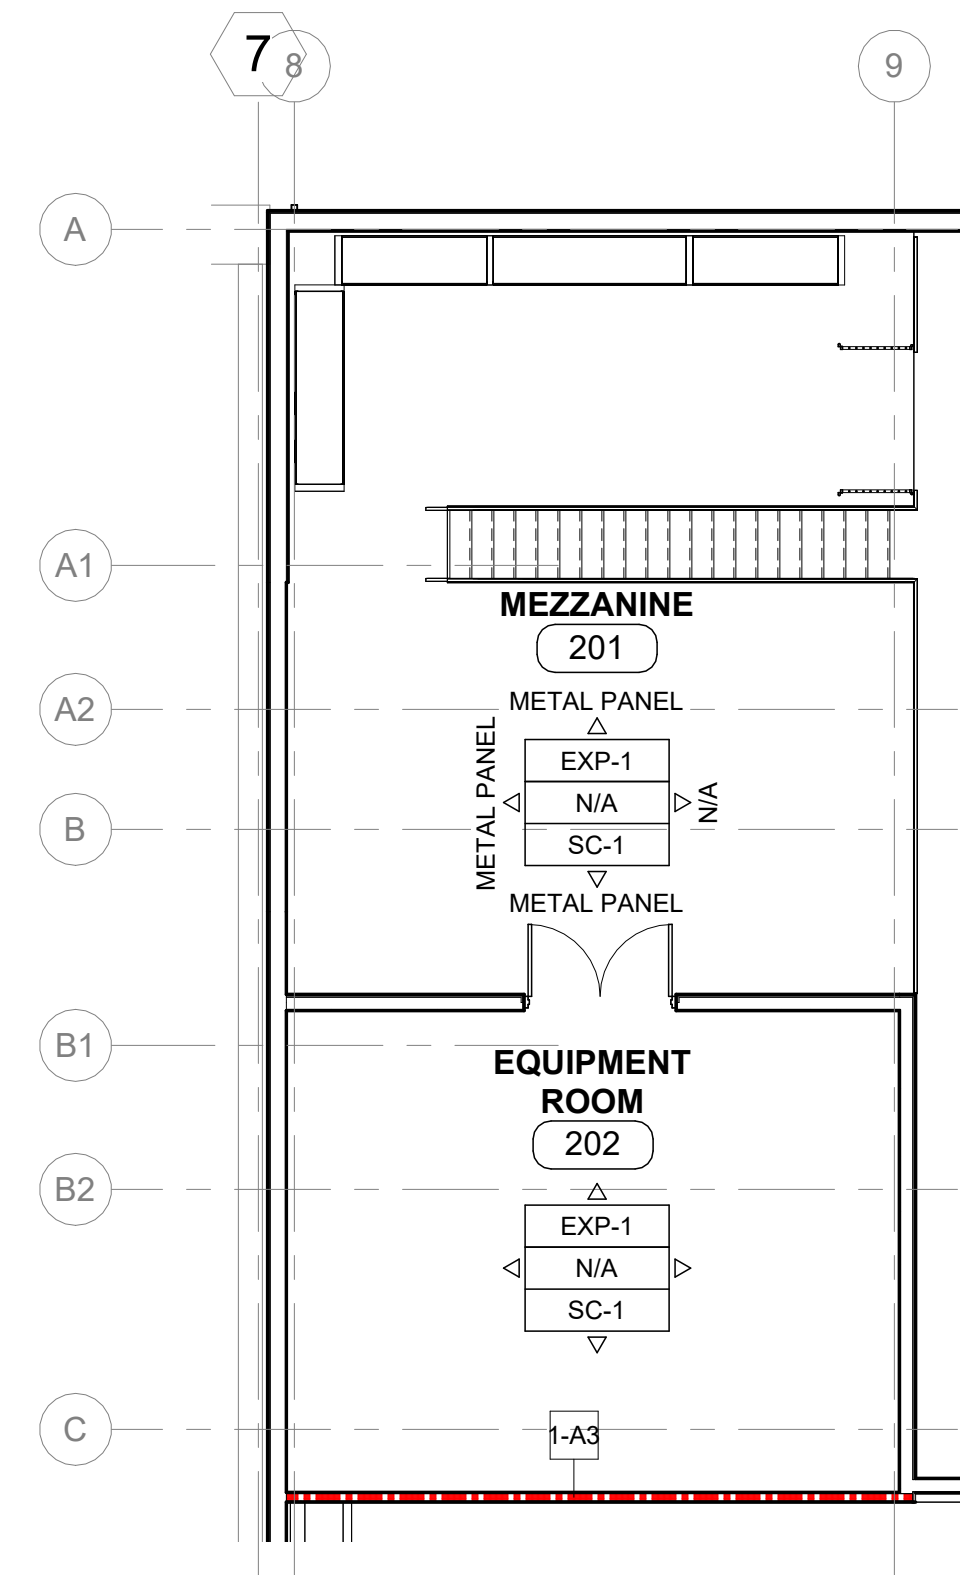 7
8
9
A
A1
MEZZANINE
201
A2
METAL PANEL
METAL PANEL
EXP-1
N/A
N/A
B
SC-1
METAL PANEL
B1
EQUIPMENT
ROOM
202
B2
EXP-1
N/A
SC-1
C
1-A3